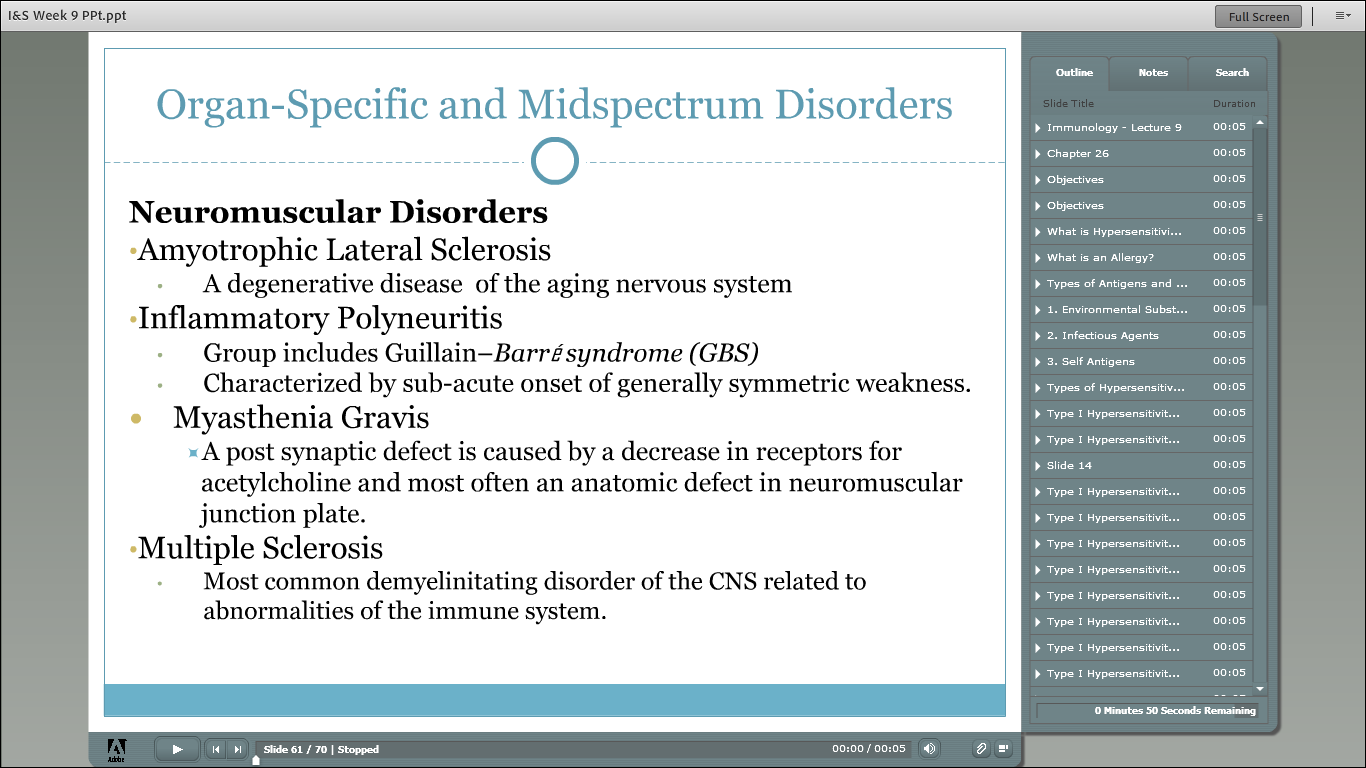 I&S Week 9 PPt.ppt
Full Screen
Organ-Specific and Midspectrum Disorders
Neuromuscular Disorders
•Amyotrophic Lateral Sclerosis
• A degenerative disease of the aging nervous system
•Inflammatory Polyneuritis
• Group includes Guillain–Barré syndrome (GBS)
• Characterized by sub-acute onset of generally symmetric weakness.
• Myasthenia Gravis
A post synaptic defect is caused by a decrease in receptors for
acetylcholine and most often an anatomic defect in neuromuscular
junction plate.
•Multiple Sclerosis
• Most common demyelinitating disorder of the CNS related to
abnormalities of the immune system.
Outline Notes Search
Slide Title Duration
Immunology - Lecture 9 00:05
Chapter 26 00:05
Objectives 00:05
Objectives 00:05
What is Hypersensitivi... 00:05
What is an Allergy? 00:05
Types of Antigens and ... 00:05
1. Environmental Subst... 00:05
2. Infectious Agents 00:05
3. Self Antigens 00:05
Types of Hypersensitiv... 00:05
Type I Hypersensitivit... 00:05
Type I Hypersensitivit... 00:05
Slide 14 00:05
Type I Hypersensitivit... 00:05
Type I Hypersensitivit... 00:05
Type I Hypersensitivit... 00:05
Type I Hypersensitivit... 00:05
Type I Hypersensitivit... 00:05
Type I Hypersensitivit... 00:05
Type I Hypersensitivit... 00:05
Type I Hypersensitivit... 00:05
0 Minutes 50 Seconds Remaining
Adobe
Slide 61 / 70 | Stopped
00:00 / 00:05